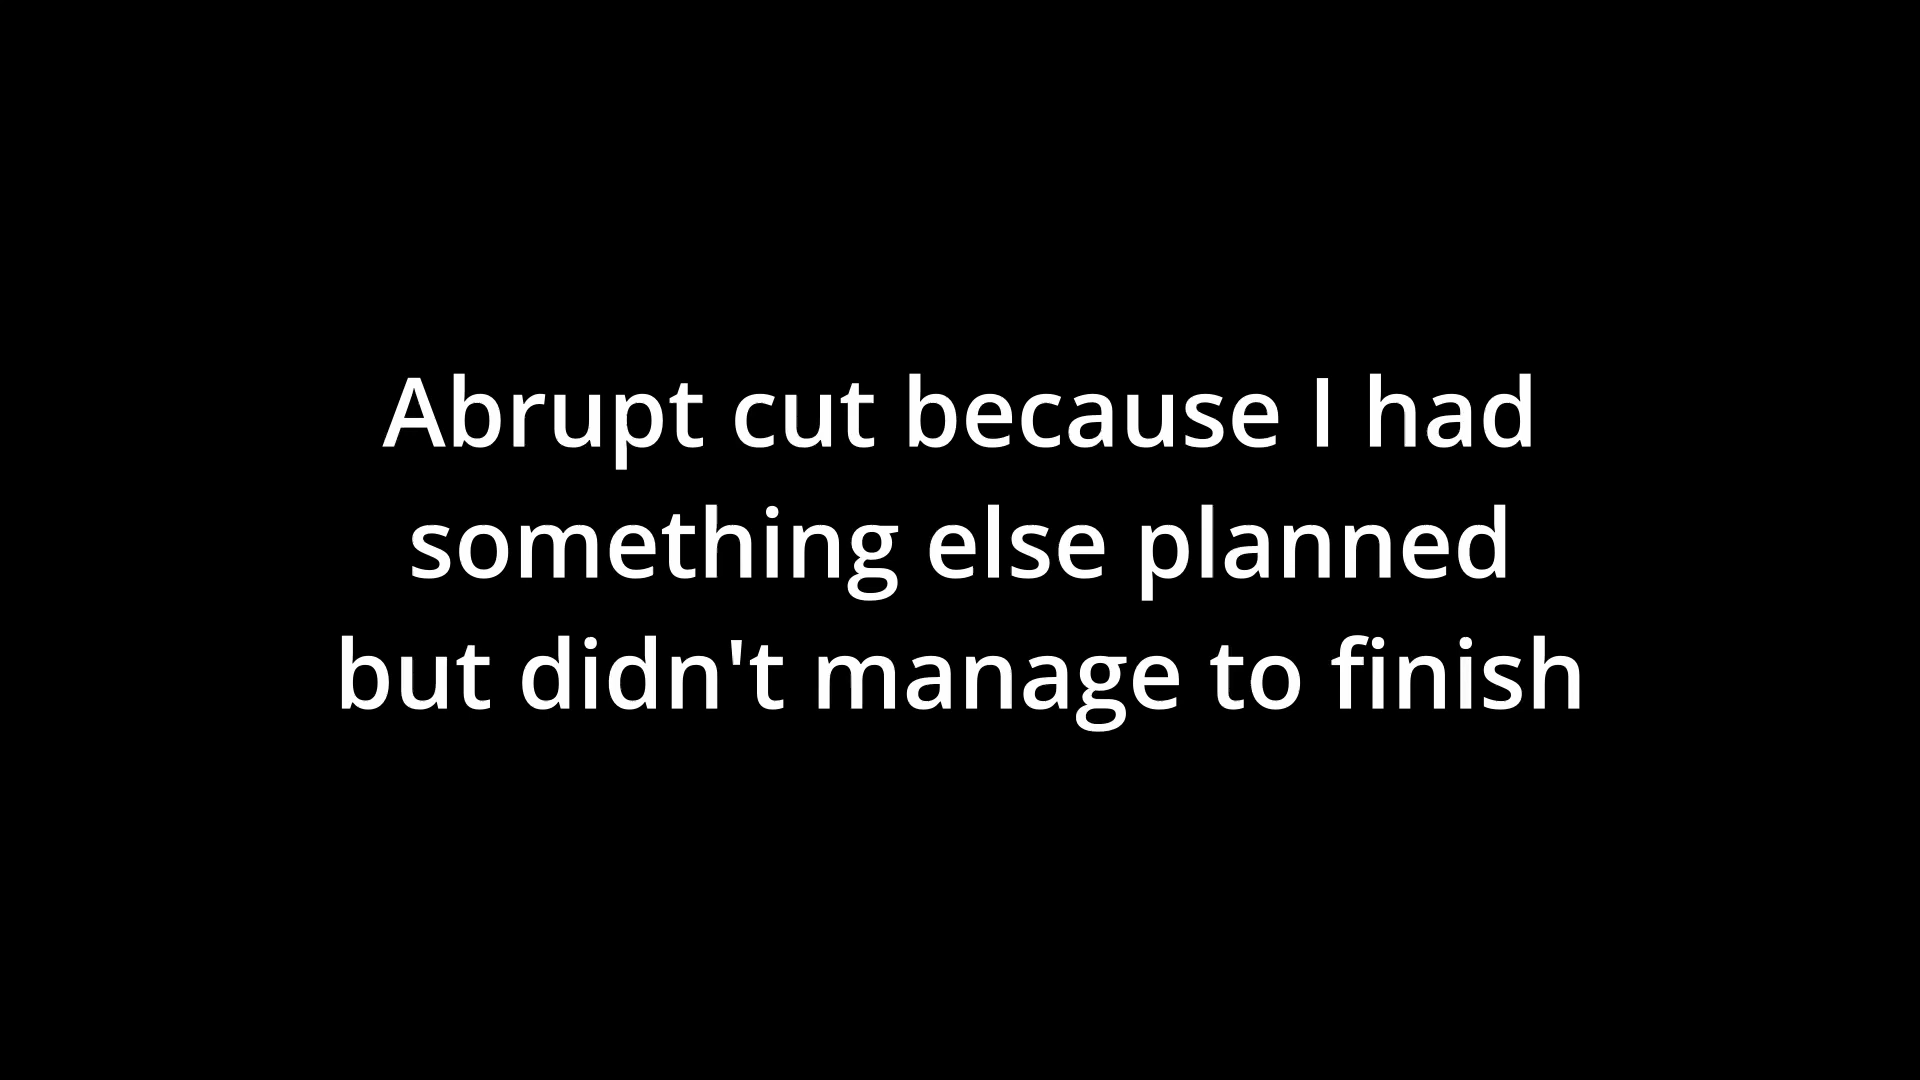 Abrupt cut because I had
something else planned
but didn't manage to finish